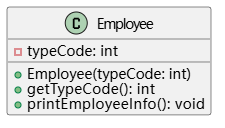 C Employee
typeCode: int
Employee(typeCode: int)
getTypeCode(): int
printEmployeeInfo(): void